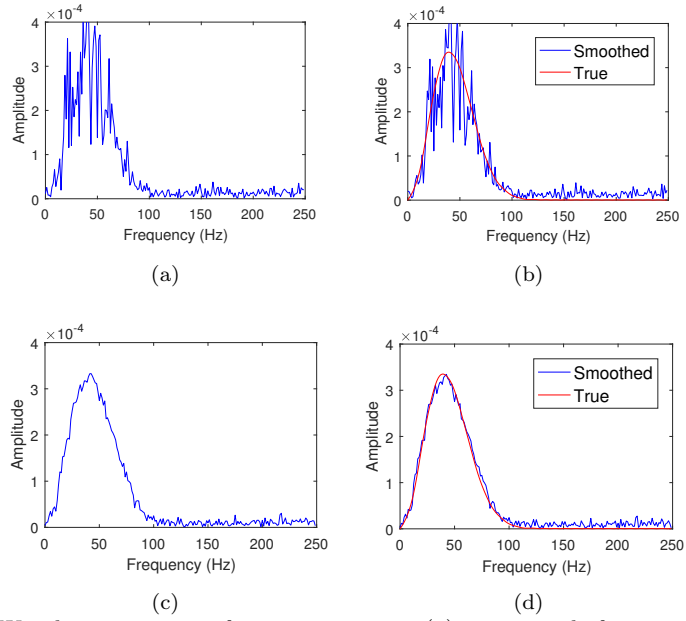 ×10⁻⁴
4
3
2
1
0
Amplitude
0 50 100 150 200 250
Frequency (Hz)
(a)
×10⁻⁴
4
3
2
1
0
Amplitude
Smoothed
True
0 50 100 150 200 250
Frequency (Hz)
(b)
×10⁻⁴
4
3
2
1
0
Amplitude
0 50 100 150 200 250
Frequency (Hz)
(c)
×10⁻⁴
4
3
2
1
0
Amplitude
Smoothed
True
0 50 100 150 200 250
Frequency (Hz)
(d)